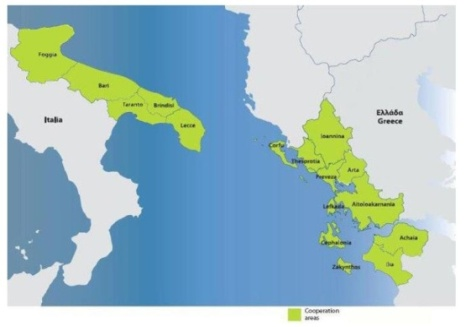 Foggia
Bari
Taranto
Brindisi
Lecce
Italia
Ελλάδα
Greece
Ioannina
Corfu
Thesprotia
Arta
Preveza
Aitoloakarnania
Lefkada
Achaia
Cephalonia
Ilia
Zakynthos
Cooperation
areas